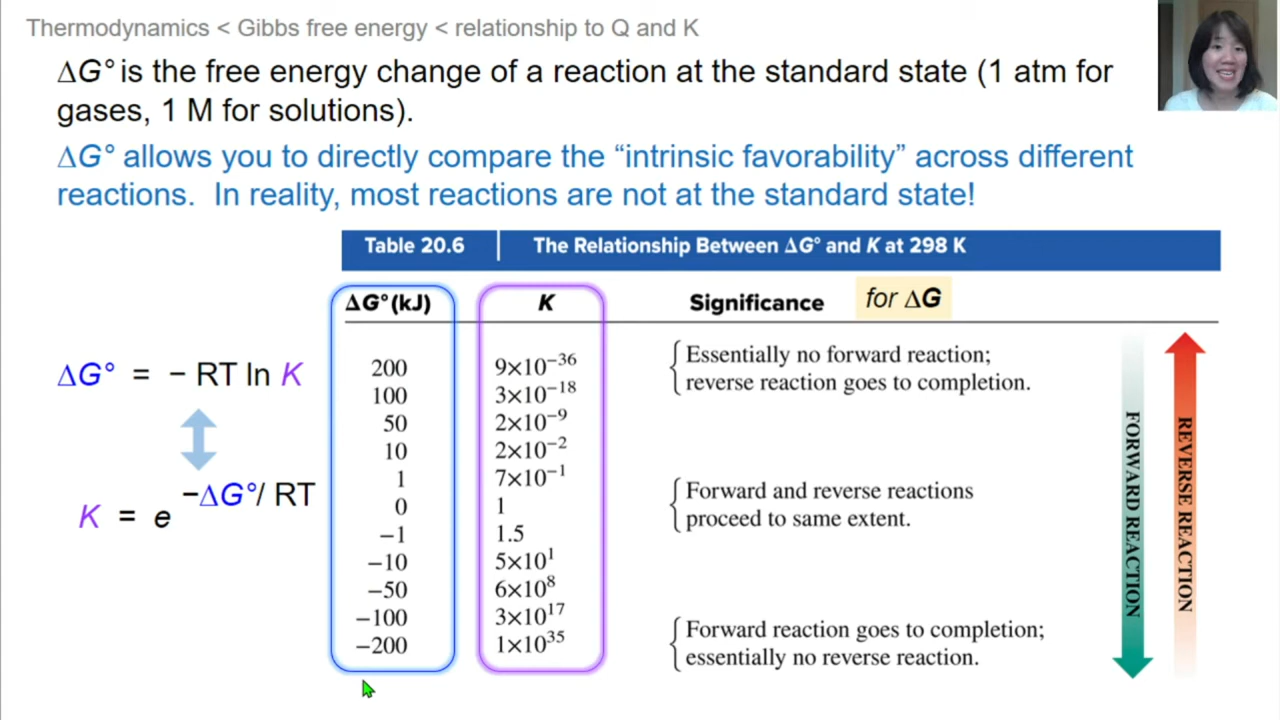 Thermodynamics < Gibbs free energy < relationship to Q and K
ΔG° is the free energy change of a reaction at the standard state (1 atm for
gases, 1 M for solutions).
ΔG° allows you to directly compare the “intrinsic favorability” across different
reactions. In reality, most reactions are not at the standard state!
Table 20.6 | The Relationship Between ΔG° and K at 298 K
ΔG° (kJ) K Significance for ΔG
200 9×10⁻³⁶
100 3×10⁻¹⁸
50 2×10⁻⁹
10 2×10⁻²
1 7×10⁻¹
0 1
−1 1.5
−10 5×10¹
−50 6×10⁸
−100 3×10¹⁷
−200 1×10³⁵
Essentially no forward reaction;
reverse reaction goes to completion.
Forward and reverse reactions
proceed to same extent.
Forward reaction goes to completion;
essentially no reverse reaction.
FORWARD REACTION
REVERSE REACTION
ΔG° = − RT ln K
K = e −ΔG°/ RT